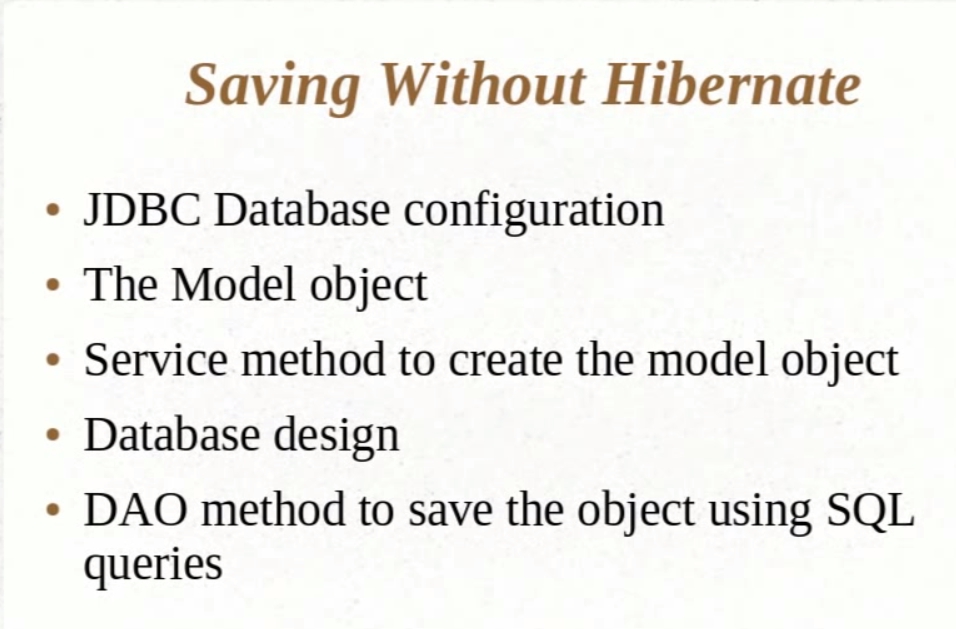 Saving Without Hibernate
• JDBC Database configuration
• The Model object
• Service method to create the model object
• Database design
• DAO method to save the object using SQL
queries